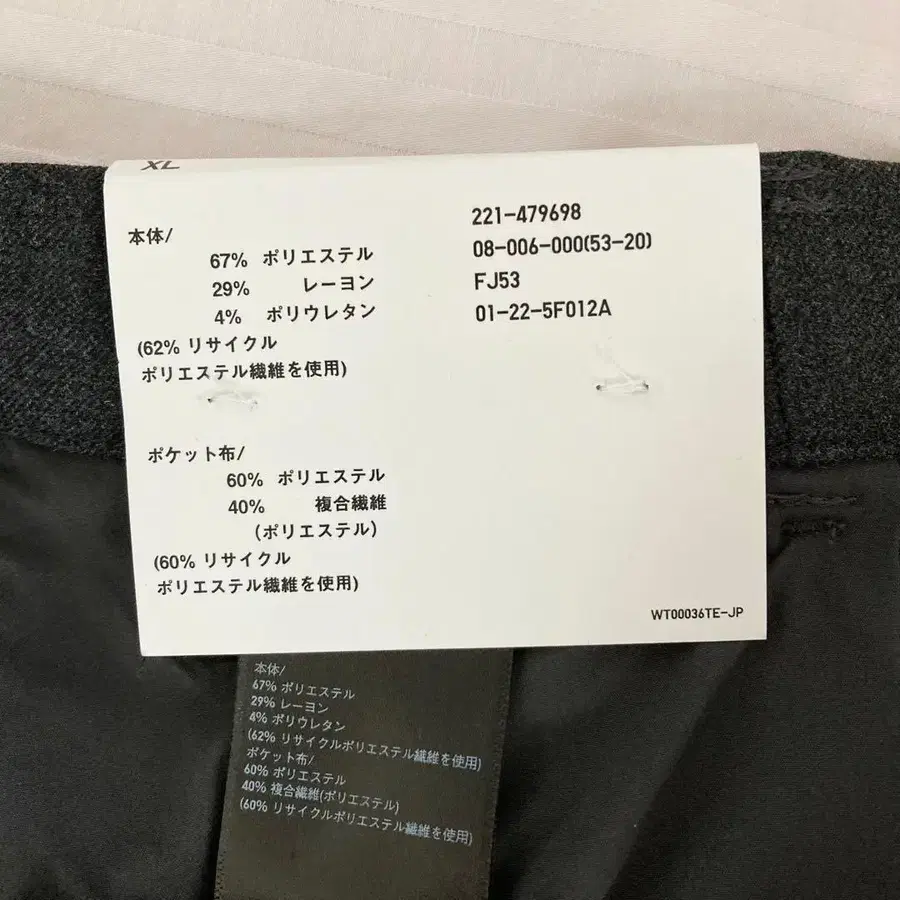 XL
本体/
67% ポリエステル
29% レーヨン
4% ポリウレタン
(62% リサイクル
ポリエステル繊維を使用)
ポケット布/
60% ポリエステル
40% 複合繊維
(ポリエステル)
(60% リサイクル
ポリエステル繊維を使用)
221-479698
08-006-000(53-20)
FJ53
01-22-5F012A
WT00036TE-JP
本体/
67% ポリエステル
29% レーヨン
4% ポリウレタン
(62% リサイクルポリエステル繊維を使用)
ポケット布/
60% ポリエステル
40% 複合繊維(ポリエステル)
(60% リサイクルポリエステル繊維を使用)